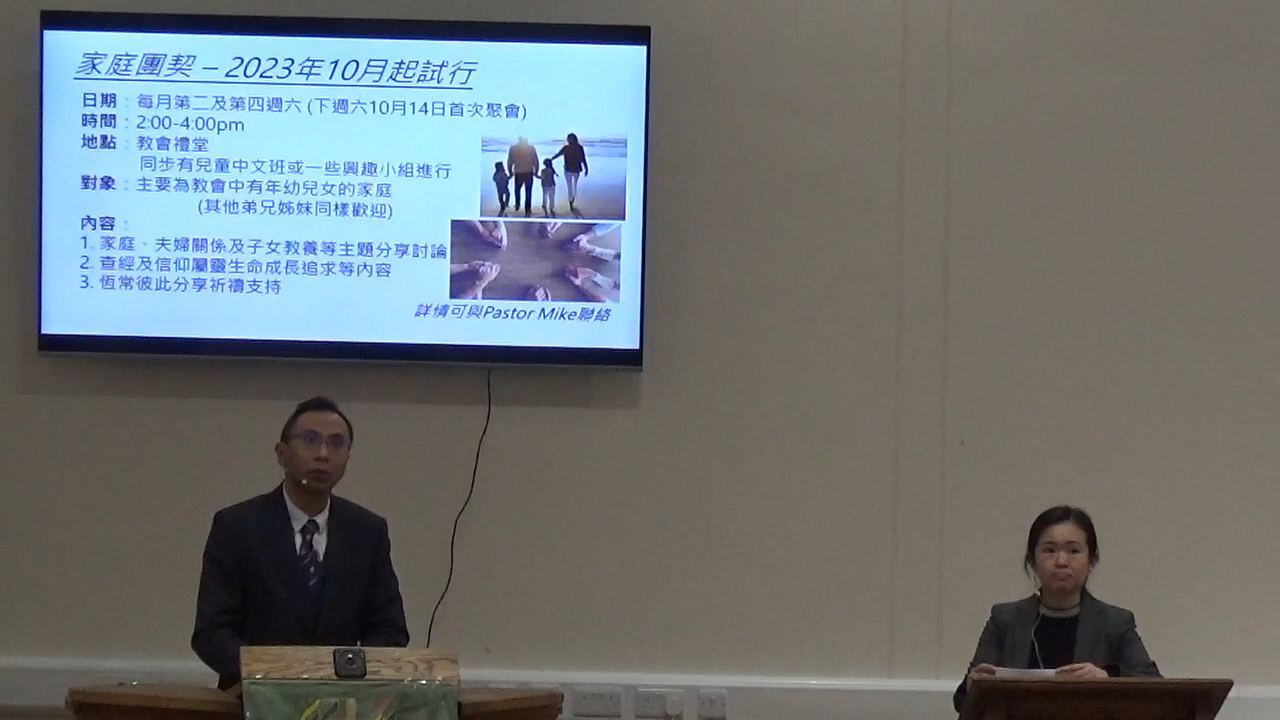 家庭團契 – 2023年10月起試行
日期：每月第二及第四週六 (下週六10月14日首次聚會)
時間：2:00-4:00pm
地點：教會禮堂
同步有兒童中文班或一些興趣小組進行
對象：主要為教會中有年幼兒女的家庭
(其他弟兄姊妹同樣歡迎)
內容：
1. 家庭、夫婦關係及子女教養等主題分享討論
2. 查經及信仰屬靈生命成長追求等內容
3. 恆常彼此分享祈禱支持
詳情可與Pastor Mike聯絡